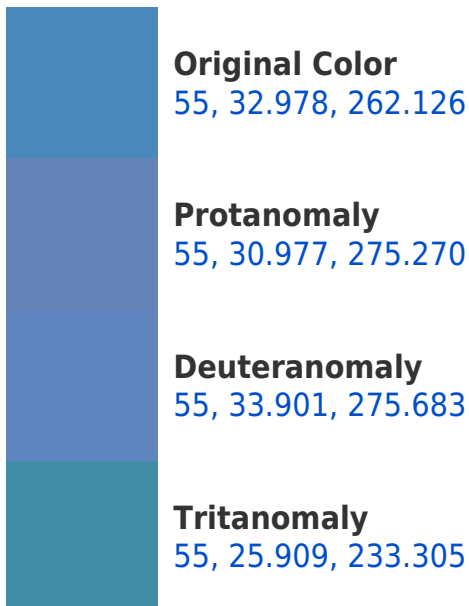 Original Color
55, 32.978, 262.126
Protanomaly
55, 30.977, 275.270
Deuteranomaly
55, 33.901, 275.683
Tritanomaly
55, 25.909, 233.305